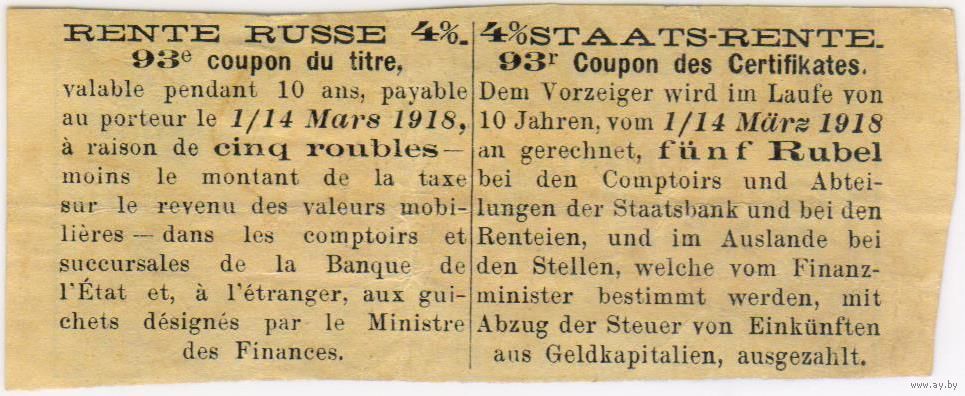 RENTE RUSSE 4%.
93e coupon du titre,
valable pendant 10 ans, payable
au porteur le 1/14 Mars 1918,
à raison de cinq roubles —
moins le montant de la taxe
sur le revenu des valeurs mobi-
lières — dans les comptoirs et
succursales de la Banque de
l'État et, à l'étranger, aux gui-
chets désignés par le Ministre
des Finances.
4% STAATS-RENTE.
93r Coupon des Certifikates.
Dem Vorzeiger wird im Laufe von
10 Jahren, vom 1/14 März 1918
an gerechnet, fünf Rubel
bei den Comptoirs und Abtei-
lungen der Staatsbank und bei den
Renteien, und im Auslande bei
den Stellen, welche vom Finanz-
minister bestimmt werden, mit
Abzug der Steuer von Einkünften
aus Geldkapitalien, ausgezahlt.
www.ay.by